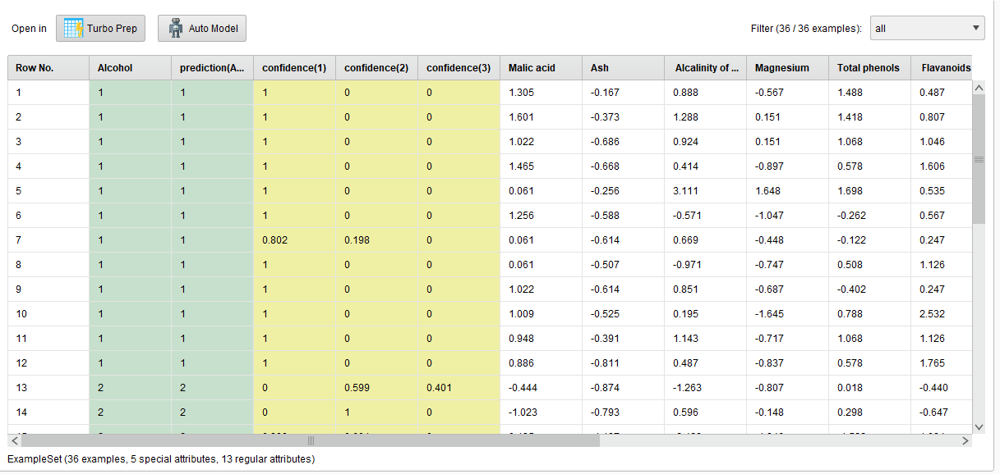 Open in Turbo Prep Auto Model Filter (36 / 36 examples): all
Row No. Alcohol prediction(A... confidence(1) confidence(2) confidence(3) Malic acid Ash Alcalinity of ... Magnesium Total phenols Flavanoids
1 1 1 1 0 0 1.305 -0.167 0.888 -0.567 1.488 0.487
2 1 1 1 0 0 1.601 -0.373 1.288 0.151 1.418 0.807
3 1 1 1 0 0 1.022 -0.686 0.924 0.151 1.068 1.046
4 1 1 1 0 0 1.465 -0.668 0.414 -0.897 0.578 1.606
5 1 1 1 0 0 0.061 -0.256 3.111 1.648 1.698 0.535
6 1 1 1 0 0 1.256 -0.588 -0.571 -1.047 -0.262 0.567
7 1 1 0.802 0.198 0 0.061 -0.614 0.669 -0.448 -0.122 0.247
8 1 1 1 0 0 0.061 -0.507 -0.971 -0.747 0.508 1.126
9 1 1 1 0 0 1.022 -0.614 0.851 -0.687 -0.402 0.247
10 1 1 1 0 0 1.009 -0.525 0.195 -1.645 0.788 2.532
11 1 1 1 0 0 0.948 -0.391 1.143 -0.717 1.068 1.126
12 1 1 1 0 0 0.886 -0.811 0.487 -0.837 0.578 1.765
13 2 2 0 0.599 0.401 -0.444 -0.874 -1.263 -0.807 0.018 -0.440
14 2 2 0 1 0 -1.023 -0.793 0.596 -0.148 0.298 -0.647
ExampleSet (36 examples, 5 special attributes, 13 regular attributes)